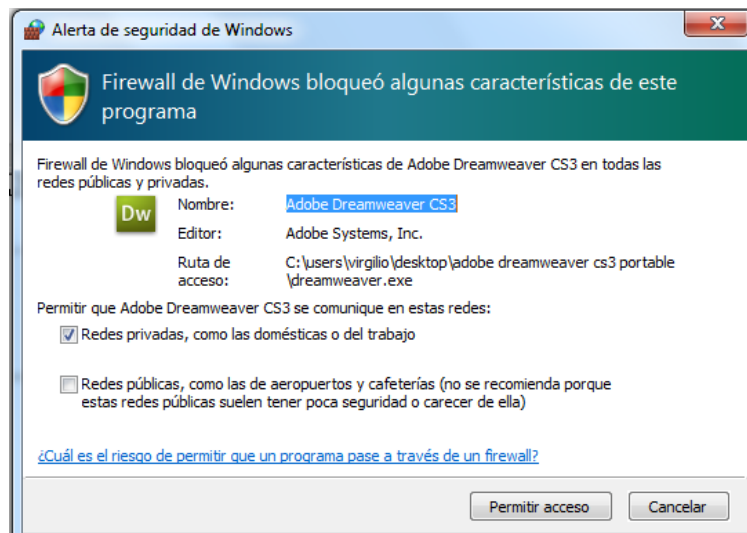 Alerta de seguridad de Windows
Firewall de Windows bloqueó algunas características de este
programa
Firewall de Windows bloqueó algunas características de Adobe Dreamweaver CS3 en todas las
redes públicas y privadas.
Dw
Nombre: Adobe Dreamweaver CS3
Editor: Adobe Systems, Inc.
Ruta de acceso: C:\users\virgilio\desktop\adobe dreamweaver cs3 portable
\dreamweaver.exe
Permitir que Adobe Dreamweaver CS3 se comunique en estas redes:
Redes privadas, como las domésticas o del trabajo
Redes públicas, como las de aeropuertos y cafeterías (no se recomienda porque
estas redes públicas suelen tener poca seguridad o carecer de ella)
¿Cuál es el riesgo de permitir que un programa pase a través de un firewall?
Permitir acceso Cancelar